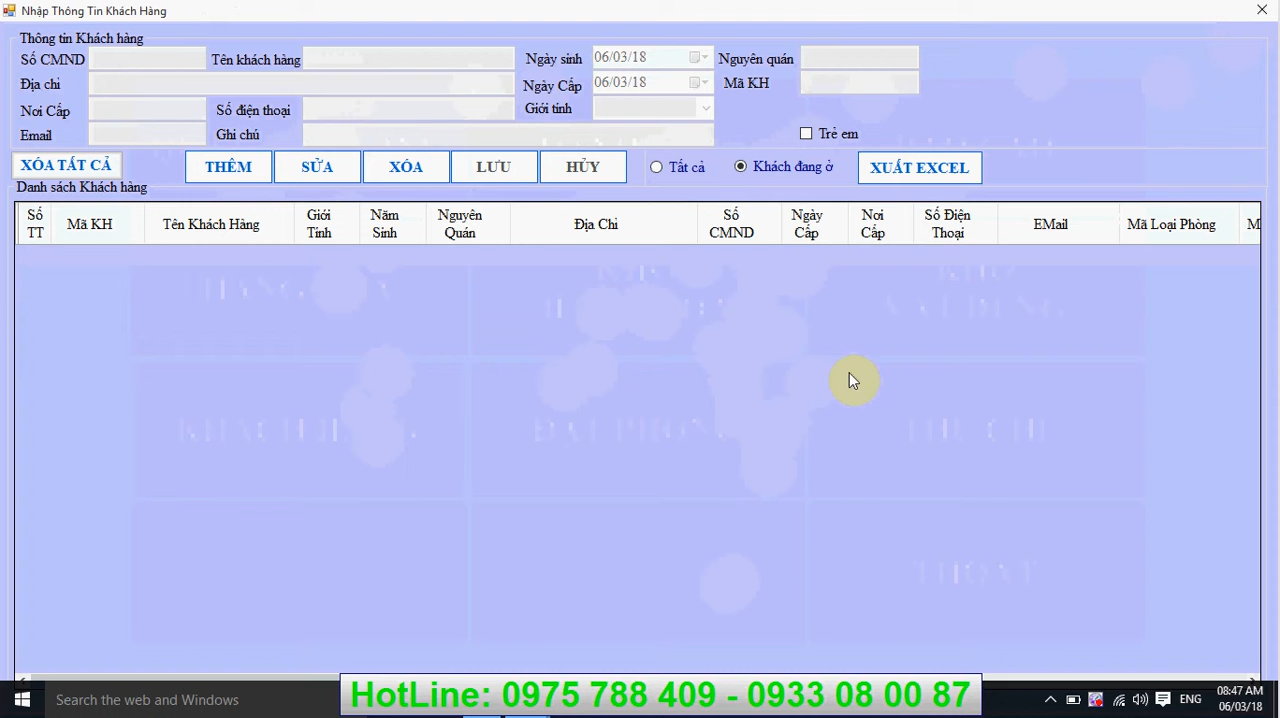 Nhập Thông Tin Khách Hàng
Thông tin Khách hàng
Số CMND Tên khách hàng Ngày sinh 06/03/18 Nguyên quán
Địa chỉ Ngày Cấp 06/03/18 Mã KH
Nơi Cấp Số điện thoại Giới tính
Email Ghi chú Trẻ em
XÓA TẤT CẢ THÊM SỬA XÓA LƯU HỦY Tất cả Khách đang ở XUẤT EXCEL
Danh sách Khách hàng
Số TT Mã KH Tên Khách Hàng Giới Tính Năm Sinh Nguyên Quán Địa Chỉ Số CMND Ngày Cấp Nơi Cấp Số Điện Thoại EMail Mã Loại Phòng M
THOÁT
Search the web and Windows
HotLine: 0975 788 409 - 0933 08 00 87
ENG
08:47 AM
06/03/18